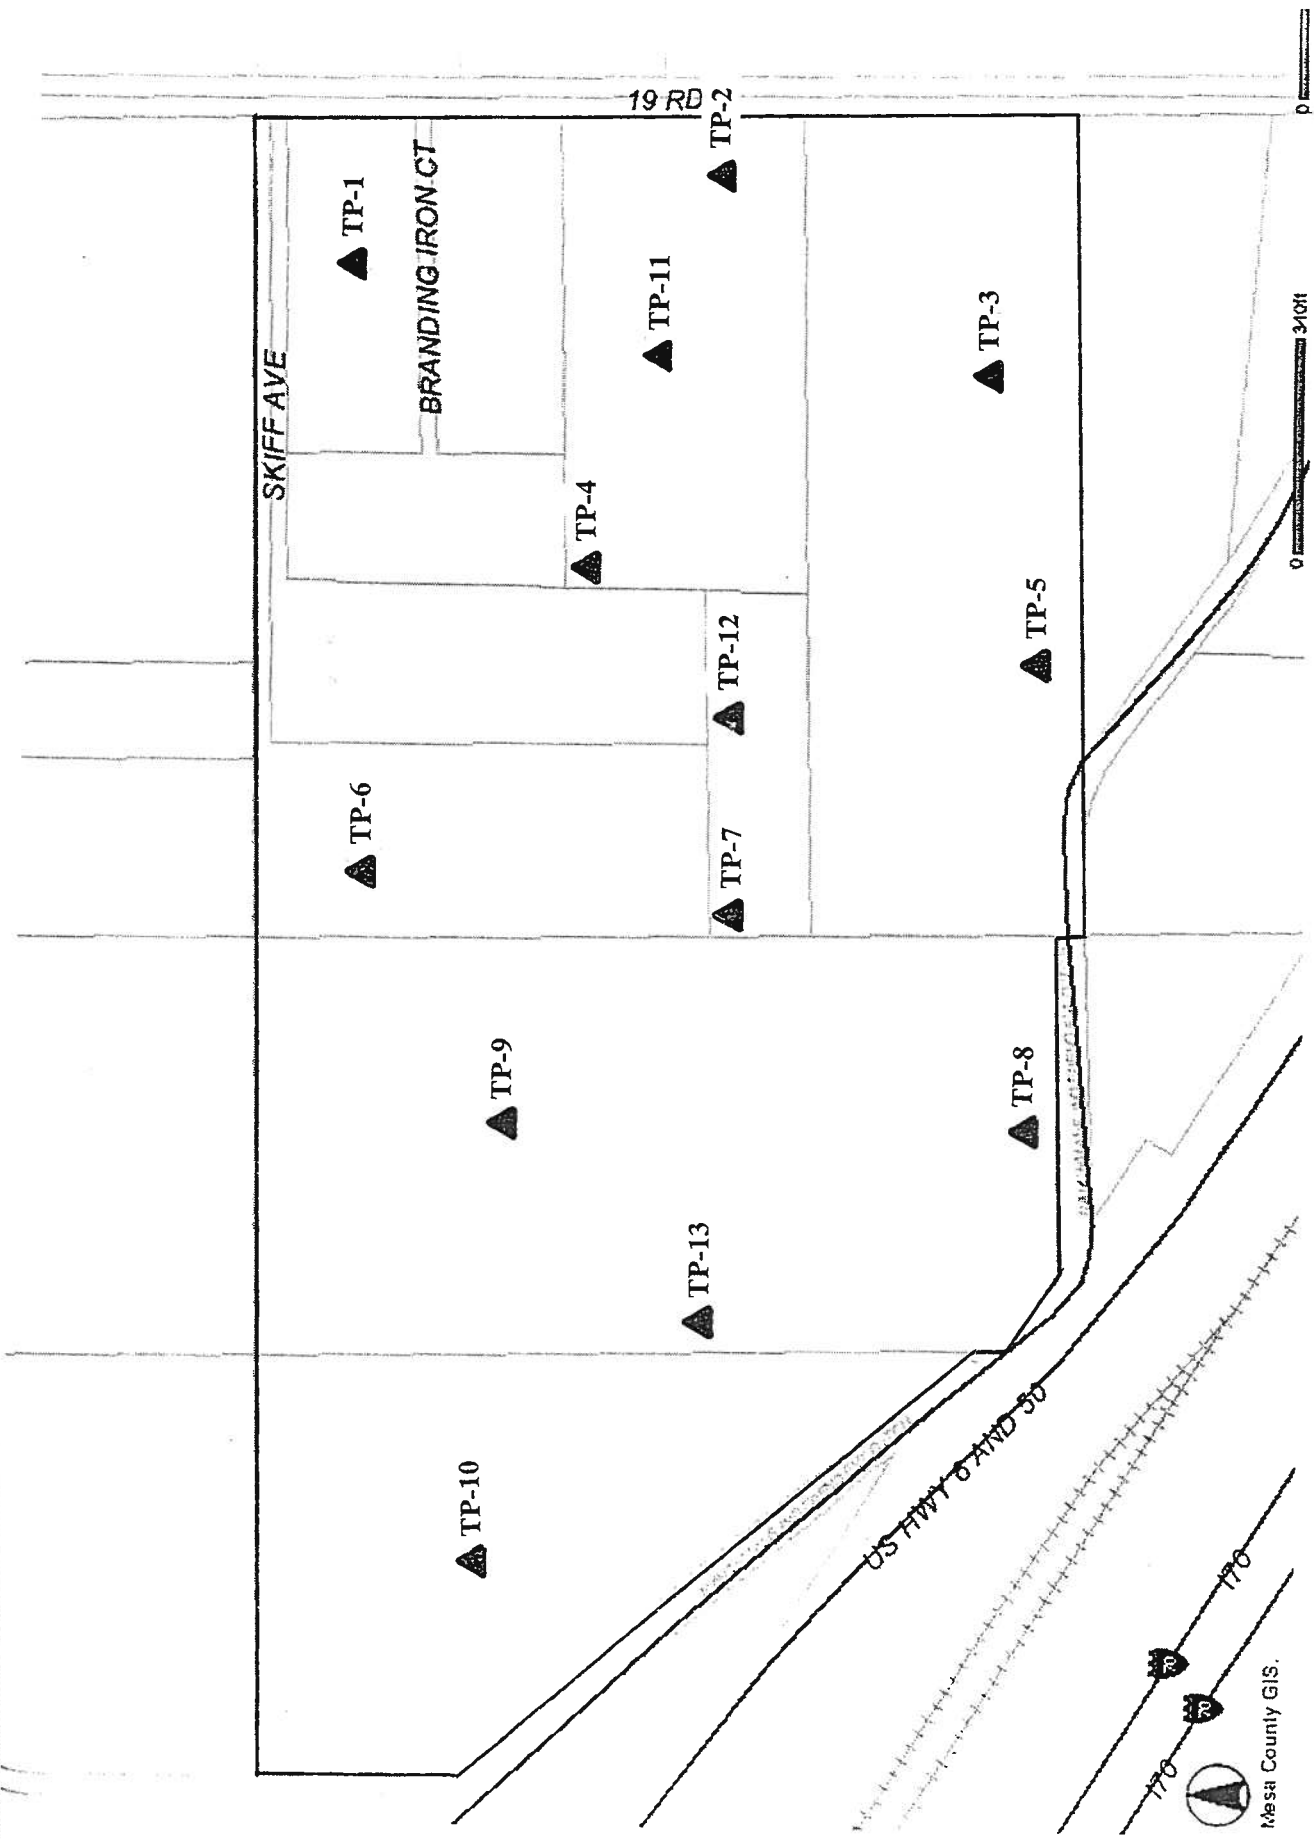 19 RD
SKIFF AVE
BRANDING IRON CT
TP-1
TP-2
TP-11
TP-3
TP-4
TP-12
TP-5
TP-6
TP-7
TP-9
TP-8
TP-13
TP-10
US HWY 6 AND 50
I70
I70
70
70
Mesa County GIS.
0
310ft
0